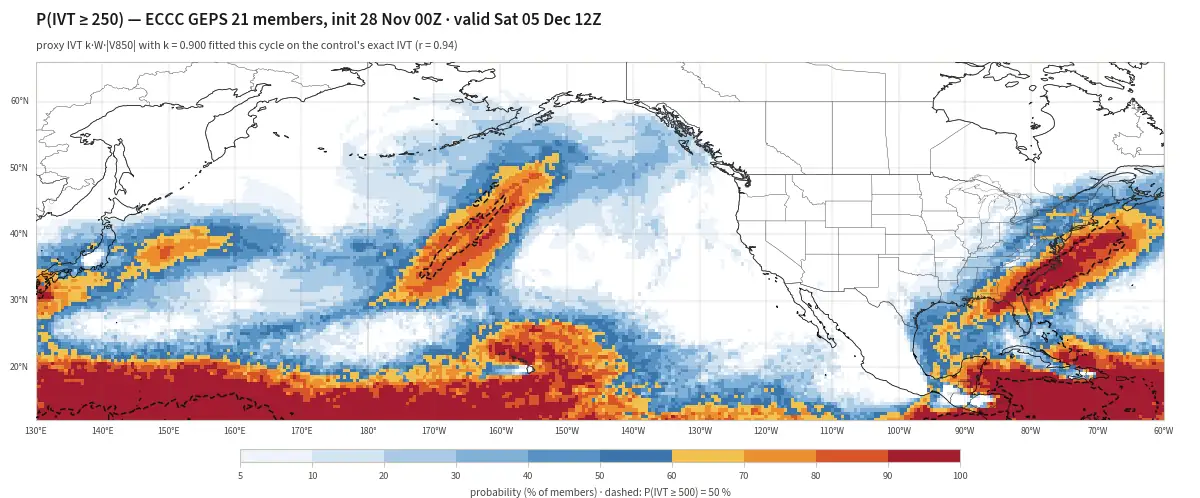 P(IVT ≥ 250) — ECCC GEPS 21 members, init 28 Nov 00Z · valid Sat 05 Dec 12Z
proxy IVT k·W·|V850| with k = 0.900 fitted this cycle on the control's exact IVT (r = 0.94)
60°N
50°N
40°N
30°N
20°N
130°E 140°E 150°E 160°E 170°E 180° 170°W 160°W 150°W 140°W 130°W 120°W 110°W 100°W 90°W 80°W 70°W 60°W
5 10 20 30 40 50 60 70 80 90 100
probability (% of members) · dashed: P(IVT ≥ 500) = 50 %